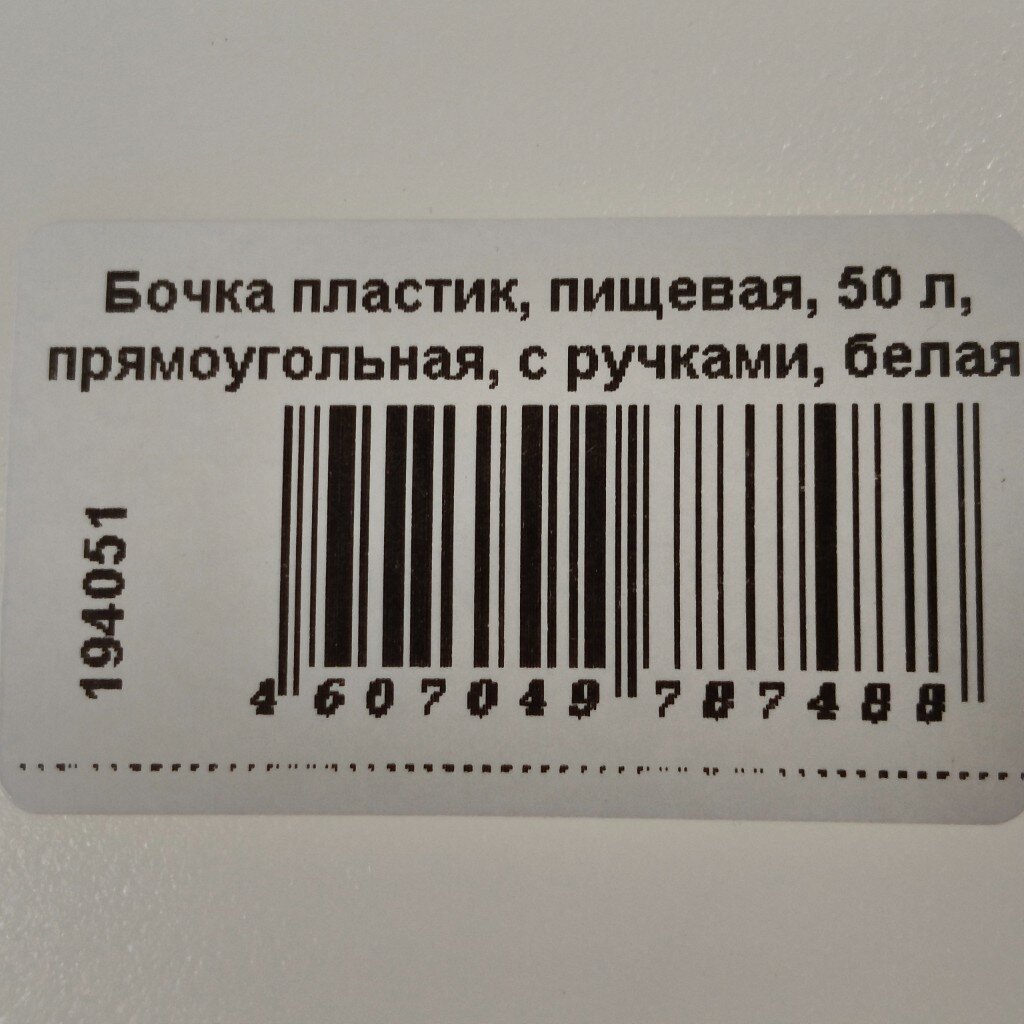 Бочка пластик, пищевая, 50 л,
прямоугольная, с ручками, белая
194051
4 607049 787488